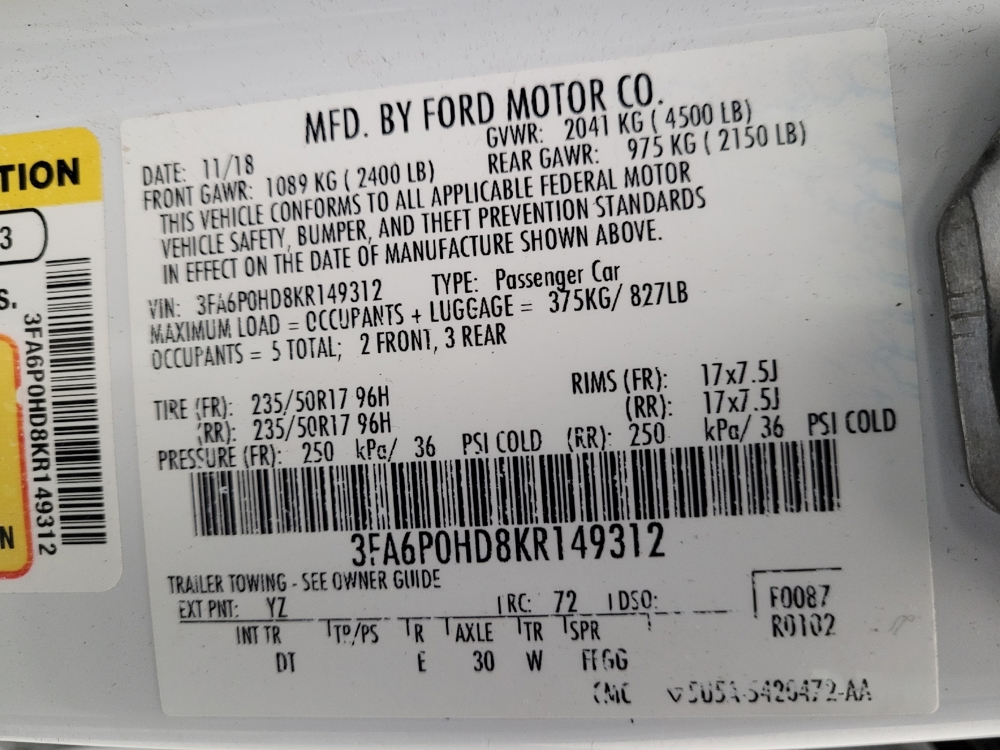 TION
3
S.
N
3FA6P0HD8KR149312
MFD. BY FORD MOTOR CO.
DATE: 11/18 GVWR: 2041 KG ( 4500 LB)
FRONT GAWR: 1089 KG ( 2400 LB) REAR GAWR: 975 KG ( 2150 LB)
THIS VEHICLE CONFORMS TO ALL APPLICABLE FEDERAL MOTOR
VEHICLE SAFETY, BUMPER, AND THEFT PREVENTION STANDARDS
IN EFFECT ON THE DATE OF MANUFACTURE SHOWN ABOVE.
VIN: 3FA6P0HD8KR149312 TYPE: Passenger Car
MAXIMUM LOAD = OCCUPANTS + LUGGAGE = 375KG/ 827LB
OCCUPANTS = 5 TOTAL; 2 FRONT, 3 REAR
TIRE (FR): 235/50R17 96H RIMS (FR): 17x7.5J
(RR): 235/50R17 96H (RR): 17x7.5J
PRESSURE (FR): 250 kPa/ 36 PSI COLD (RR): 250 kPa/ 36 PSI COLD
3FA6P0HD8KR149312
TRAILER TOWING - SEE OWNER GUIDE
EXT PNT: YZ RC: 72 DSO: F0087
R0102
INT TR TP/PS R AXLE TR SPR
DT E 30 W FFGG